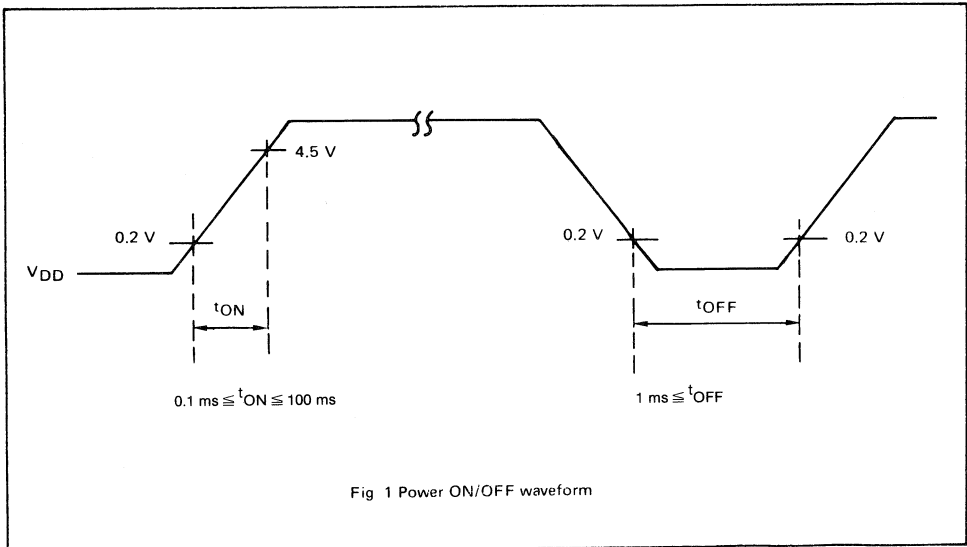 4.5 V
0.2 V
0.2 V
0.2 V
VDD
tON
tOFF
0.1 ms ≦ tON ≦ 100 ms
1 ms ≦ tOFF
Fig 1 Power ON/OFF waveform